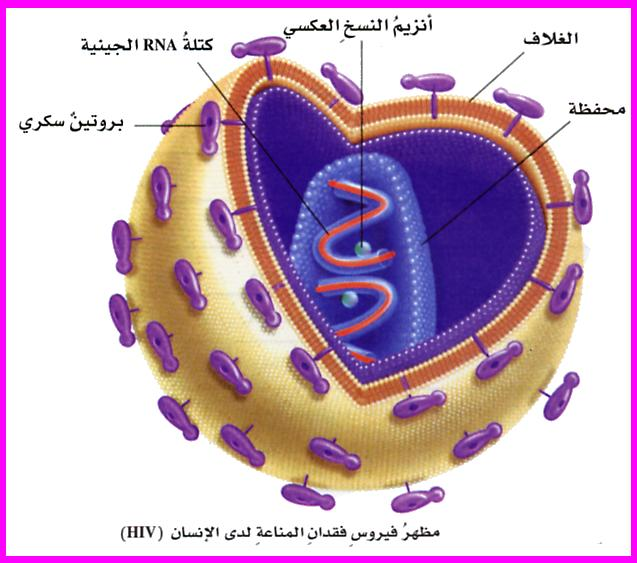 أنزيمُ النسخِ العكسي
كتلةُ RNA الجينية
الغلاف
محفظة
بروتينٌ سكري
مظهرُ فيروسِ فقدانِ المناعةِ لدى الإنسان (HIV)